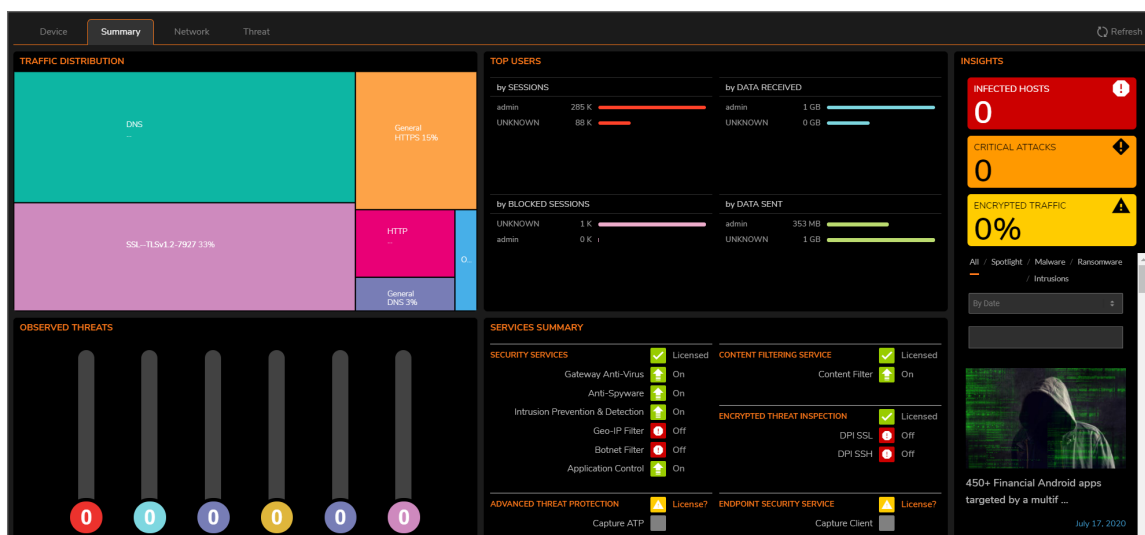 Device Summary Network Threat Refresh
TRAFFIC DISTRIBUTION
DNS
--
General
HTTPS 15%
SSL--TLSv1.2-7927 33%
HTTP
--
O...
General
DNS 3%
TOP USERS
by SESSIONS
admin 285 K
UNKNOWN 88 K
by DATA RECEIVED
admin 1 GB
UNKNOWN 0 GB
by BLOCKED SESSIONS
UNKNOWN 1 K
admin 0 K
by DATA SENT
admin 353 MB
UNKNOWN 1 GB
INSIGHTS
INFECTED HOSTS
0
CRITICAL ATTACKS
0
ENCRYPTED TRAFFIC
0%
All / Spotlight / Malware / Ransomware
/ Intrusions
By Date
450+ Financial Android apps
targeted by a multif ...
July 17, 2020
OBSERVED THREATS
0 0 0 0 0 0
SERVICES SUMMARY
SECURITY SERVICES Licensed
Gateway Anti-Virus On
Anti-Spyware On
Intrusion Prevention & Detection On
Geo-IP Filter Off
Botnet Filter Off
Application Control On
ADVANCED THREAT PROTECTION License?
Capture ATP
CONTENT FILTERING SERVICE Licensed
Content Filter On
ENCRYPTED THREAT INSPECTION Licensed
DPI SSL Off
DPI SSH Off
ENDPOINT SECURITY SERVICE License?
Capture Client